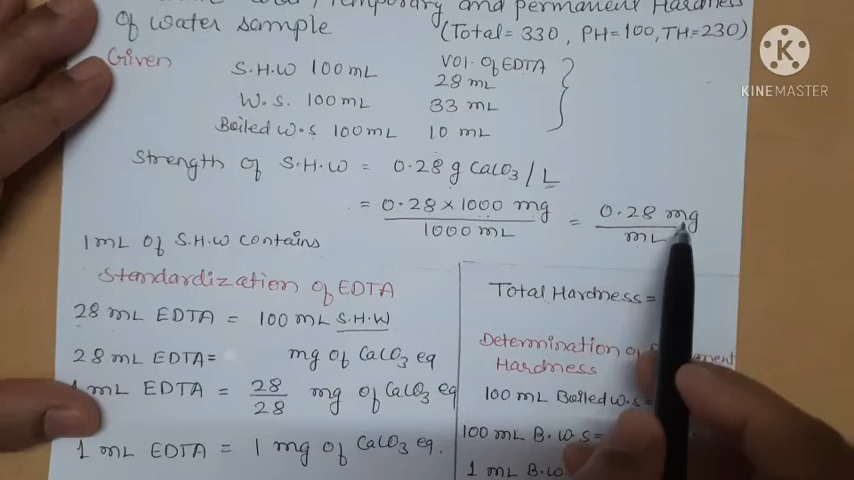 Temporary and permanent Hardness
of water sample
(Total = 330, PH=100, TH=230)
Given
Vol. of EDTA
S.H.W 100 mL 28 mL
W.S. 100 mL 33 mL
Boiled W.S 100 mL 10 mL
Strength of S.H.W = 0.28 g CaCO3 / L
= 0.28 × 1000 mg / 1000 mL = 0.28 mg / mL
1 mL of S.H.W contains
Standardization of EDTA
28 mL EDTA = 100 mL S.H.W
28 mL EDTA = mg of CaCO3 eq
1 mL EDTA = 28/28 mg of CaCO3 eq
1 mL EDTA = 1 mg of CaCO3 eq.
Total Hardness =
Determination of
Hardness
100 mL Boiled W.S =
100 mL B.W.S =
1 mL B.W
KINEMASTER